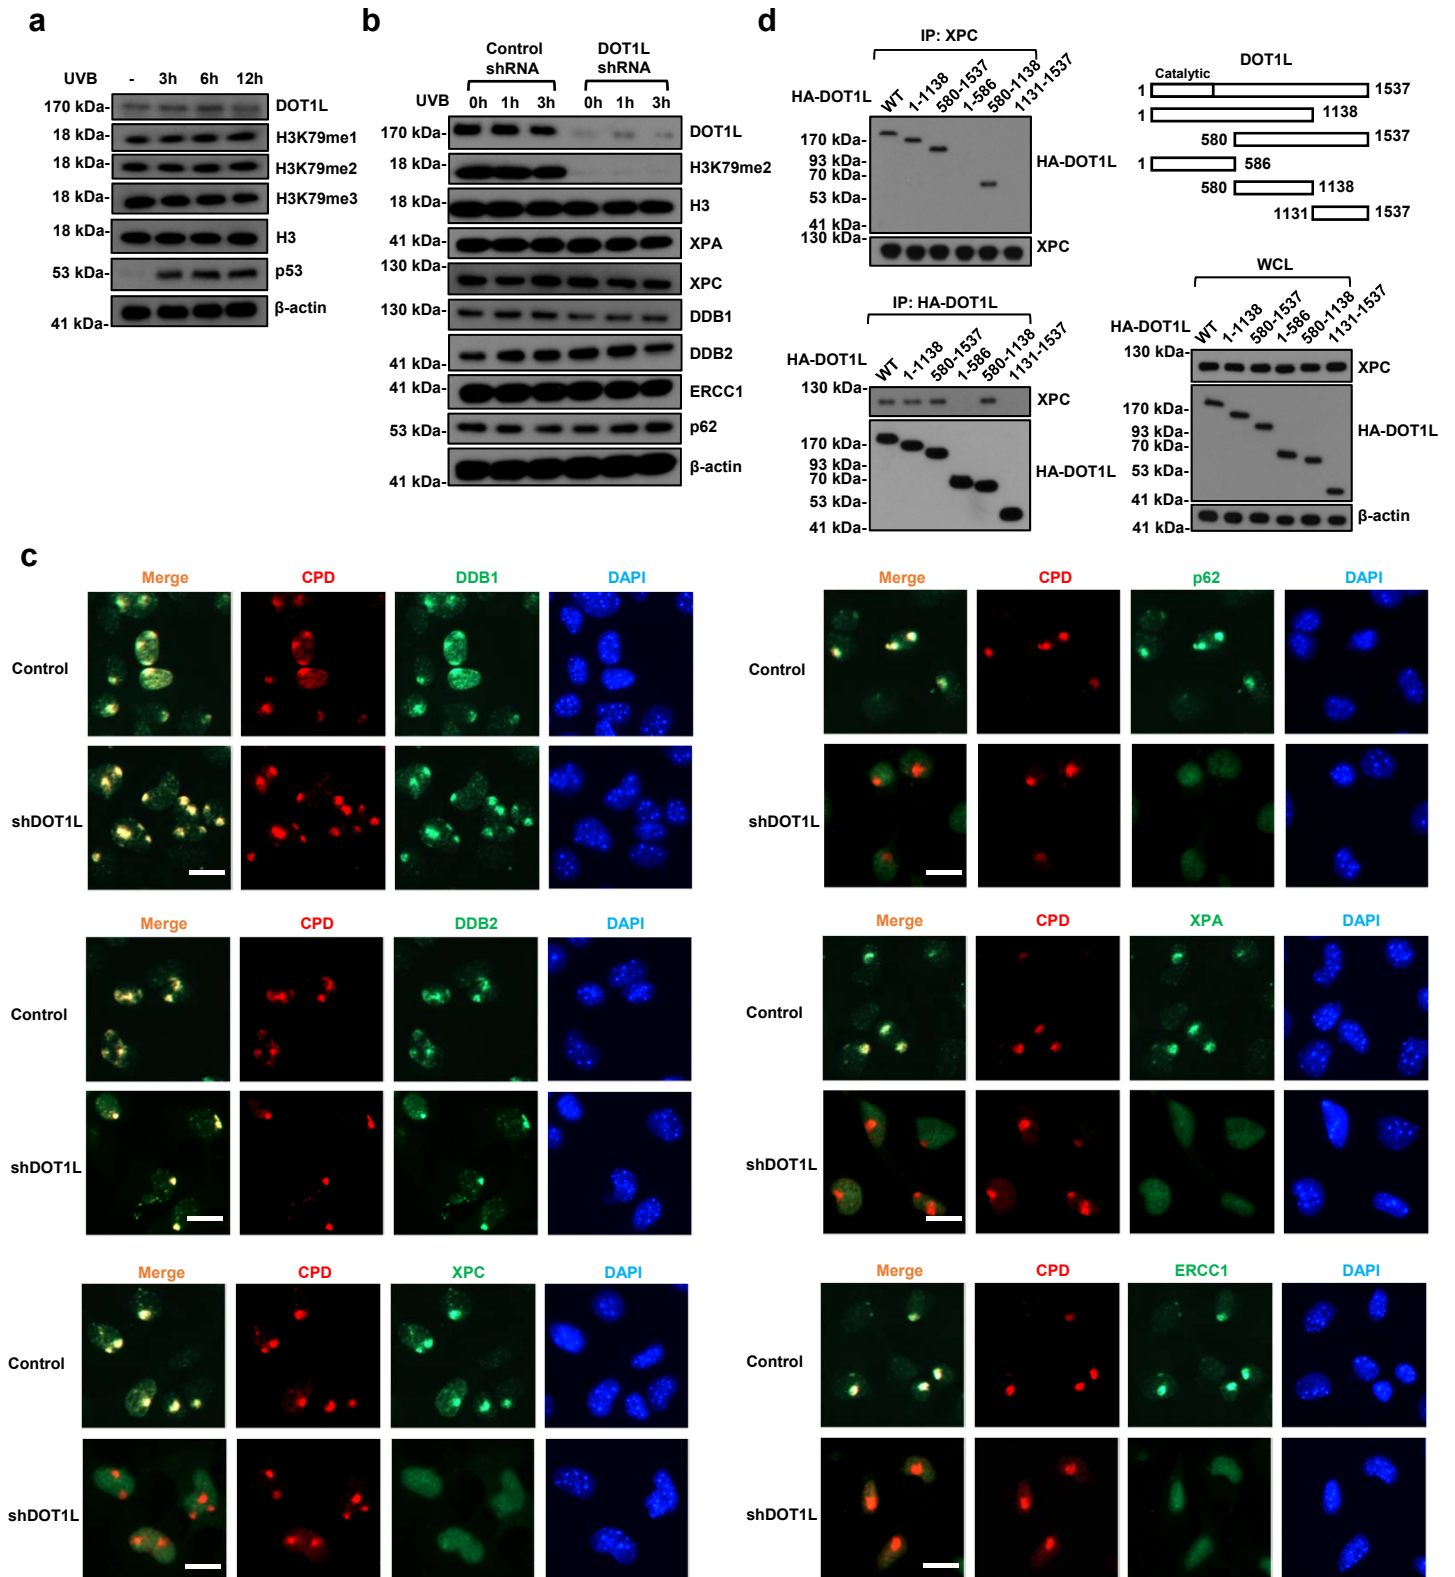 a
UVB - 3h 6h 12h
170 kDa- DOT1L
18 kDa- H3K79me1
18 kDa- H3K79me2
18 kDa- H3K79me3
18 kDa- H3
53 kDa- p53
41 kDa- β-actin
b
Control shRNA
DOT1L shRNA
UVB 0h 1h 3h 0h 1h 3h
170 kDa- DOT1L
18 kDa- H3K79me2
18 kDa- H3
41 kDa- XPA
130 kDa- XPC
130 kDa- DDB1
41 kDa- DDB2
41 kDa- ERCC1
53 kDa- p62
41 kDa- β-actin
d
IP: XPC
HA-DOT1L WT 1-1138 580-1537 1-586 580-1138 1131-1537
170 kDa-
93 kDa-
70 kDa-
53 kDa-
41 kDa-
HA-DOT1L
130 kDa- XPC
DOT1L
Catalytic
1 1537
1 1138
580 1537
1 586
580 1138
1131 1537
IP: HA-DOT1L
HA-DOT1L WT 1-1138 580-1537 1-586 580-1138 1131-1537
130 kDa- XPC
170 kDa-
93 kDa-
70 kDa-
53 kDa-
41 kDa-
HA-DOT1L
WCL
HA-DOT1L WT 1-1138 580-1537 1-586 580-1138 1131-1537
130 kDa- XPC
170 kDa-
93 kDa-
70 kDa-
53 kDa-
41 kDa-
HA-DOT1L
41 kDa- β-actin
c
Merge CPD DDB1 DAPI
Control
shDOT1L
Merge CPD DDB2 DAPI
Control
shDOT1L
Merge CPD XPC DAPI
Control
shDOT1L
Merge CPD p62 DAPI
Control
shDOT1L
Merge CPD XPA DAPI
Control
shDOT1L
Merge CPD ERCC1 DAPI
Control
shDOT1L